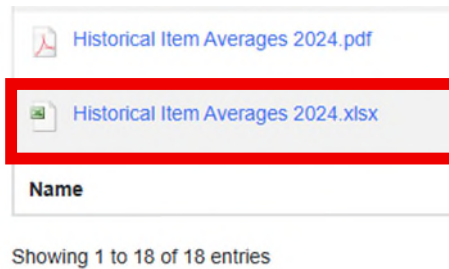 Historical Item Averages 2024.pdf
Historical Item Averages 2024.xlsx
Name
Showing 1 to 18 of 18 entries